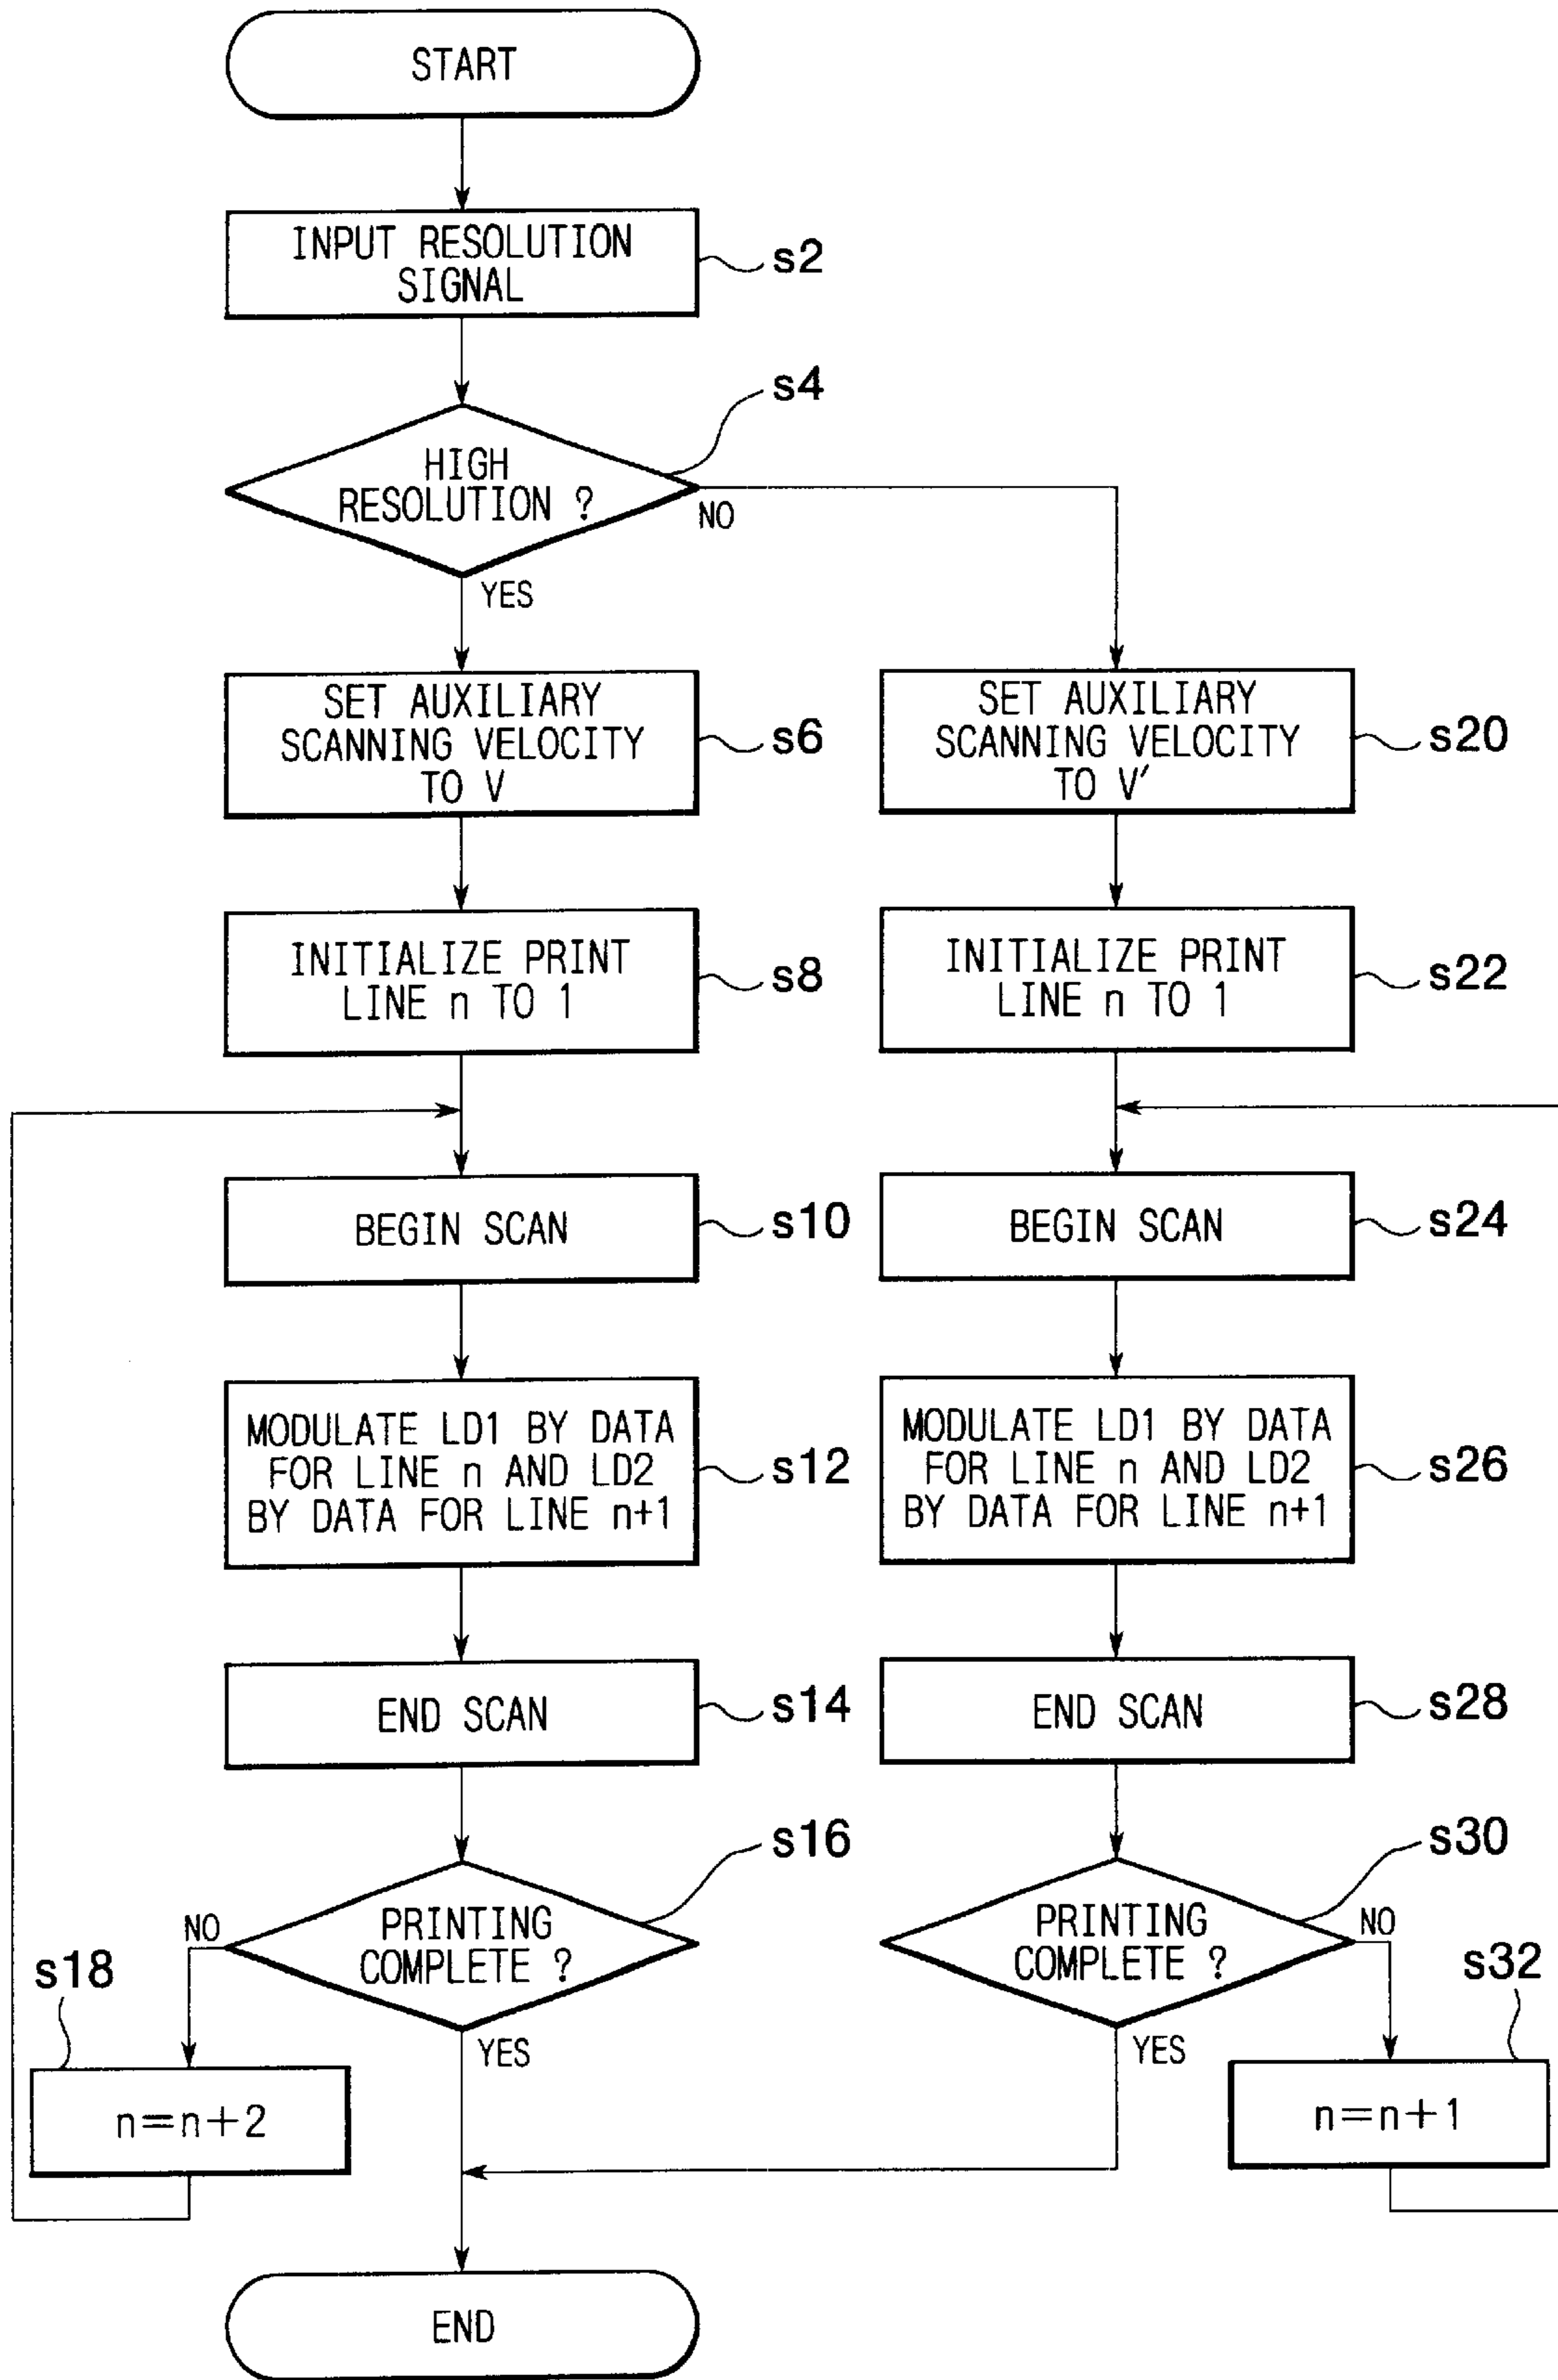 START
INPUT RESOLUTION
SIGNAL
s2
s4
HIGH
RESOLUTION ?
NO
YES
SET AUXILIARY
SCANNING VELOCITY
TO V
s6
SET AUXILIARY
SCANNING VELOCITY
TO V'
s20
INITIALIZE PRINT
LINE n TO 1
s8
INITIALIZE PRINT
LINE n TO 1
s22
BEGIN SCAN
s10
BEGIN SCAN
s24
MODULATE LD1 BY DATA
FOR LINE n AND LD2
BY DATA FOR LINE n+1
s12
MODULATE LD1 BY DATA
FOR LINE n AND LD2
BY DATA FOR LINE n+1
s26
END SCAN
s14
END SCAN
s28
s16
PRINTING
COMPLETE ?
NO
YES
s18
n=n+2
s30
PRINTING
COMPLETE ?
NO
YES
s32
n=n+1
END